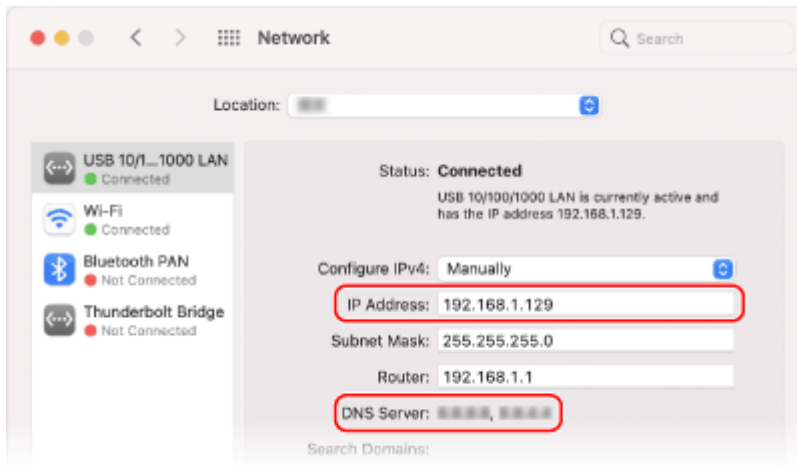 Network
Search
Location:
USB 10/1...1000 LAN
Connected
Wi-Fi
Connected
Bluetooth PAN
Not Connected
Thunderbolt Bridge
Not Connected
Status: Connected
USB 10/100/1000 LAN is currently active and
has the IP address 192.168.1.129.
Configure IPv4: Manually
IP Address: 192.168.1.129
Subnet Mask: 255.255.255.0
Router: 192.168.1.1
DNS Server:
Search Domains: